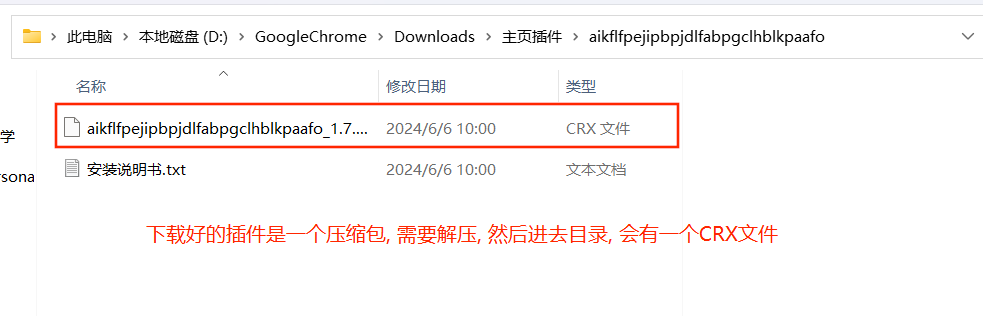 此电脑 > 本地磁盘 (D:) > GoogleChrome > Downloads > 主页插件 > aikflfpejipbpjdlfabpgclhblkpaafo
名称 修改日期 类型
aikflfpejipbpjdlfabpgclhblkpaafo_1.7.... 2024/6/6 10:00 CRX 文件
学
安装说明书.txt 2024/6/6 10:00 文本文档
rsona
下载好的插件是一个压缩包, 需要解压, 然后进去目录, 会有一个CRX文件